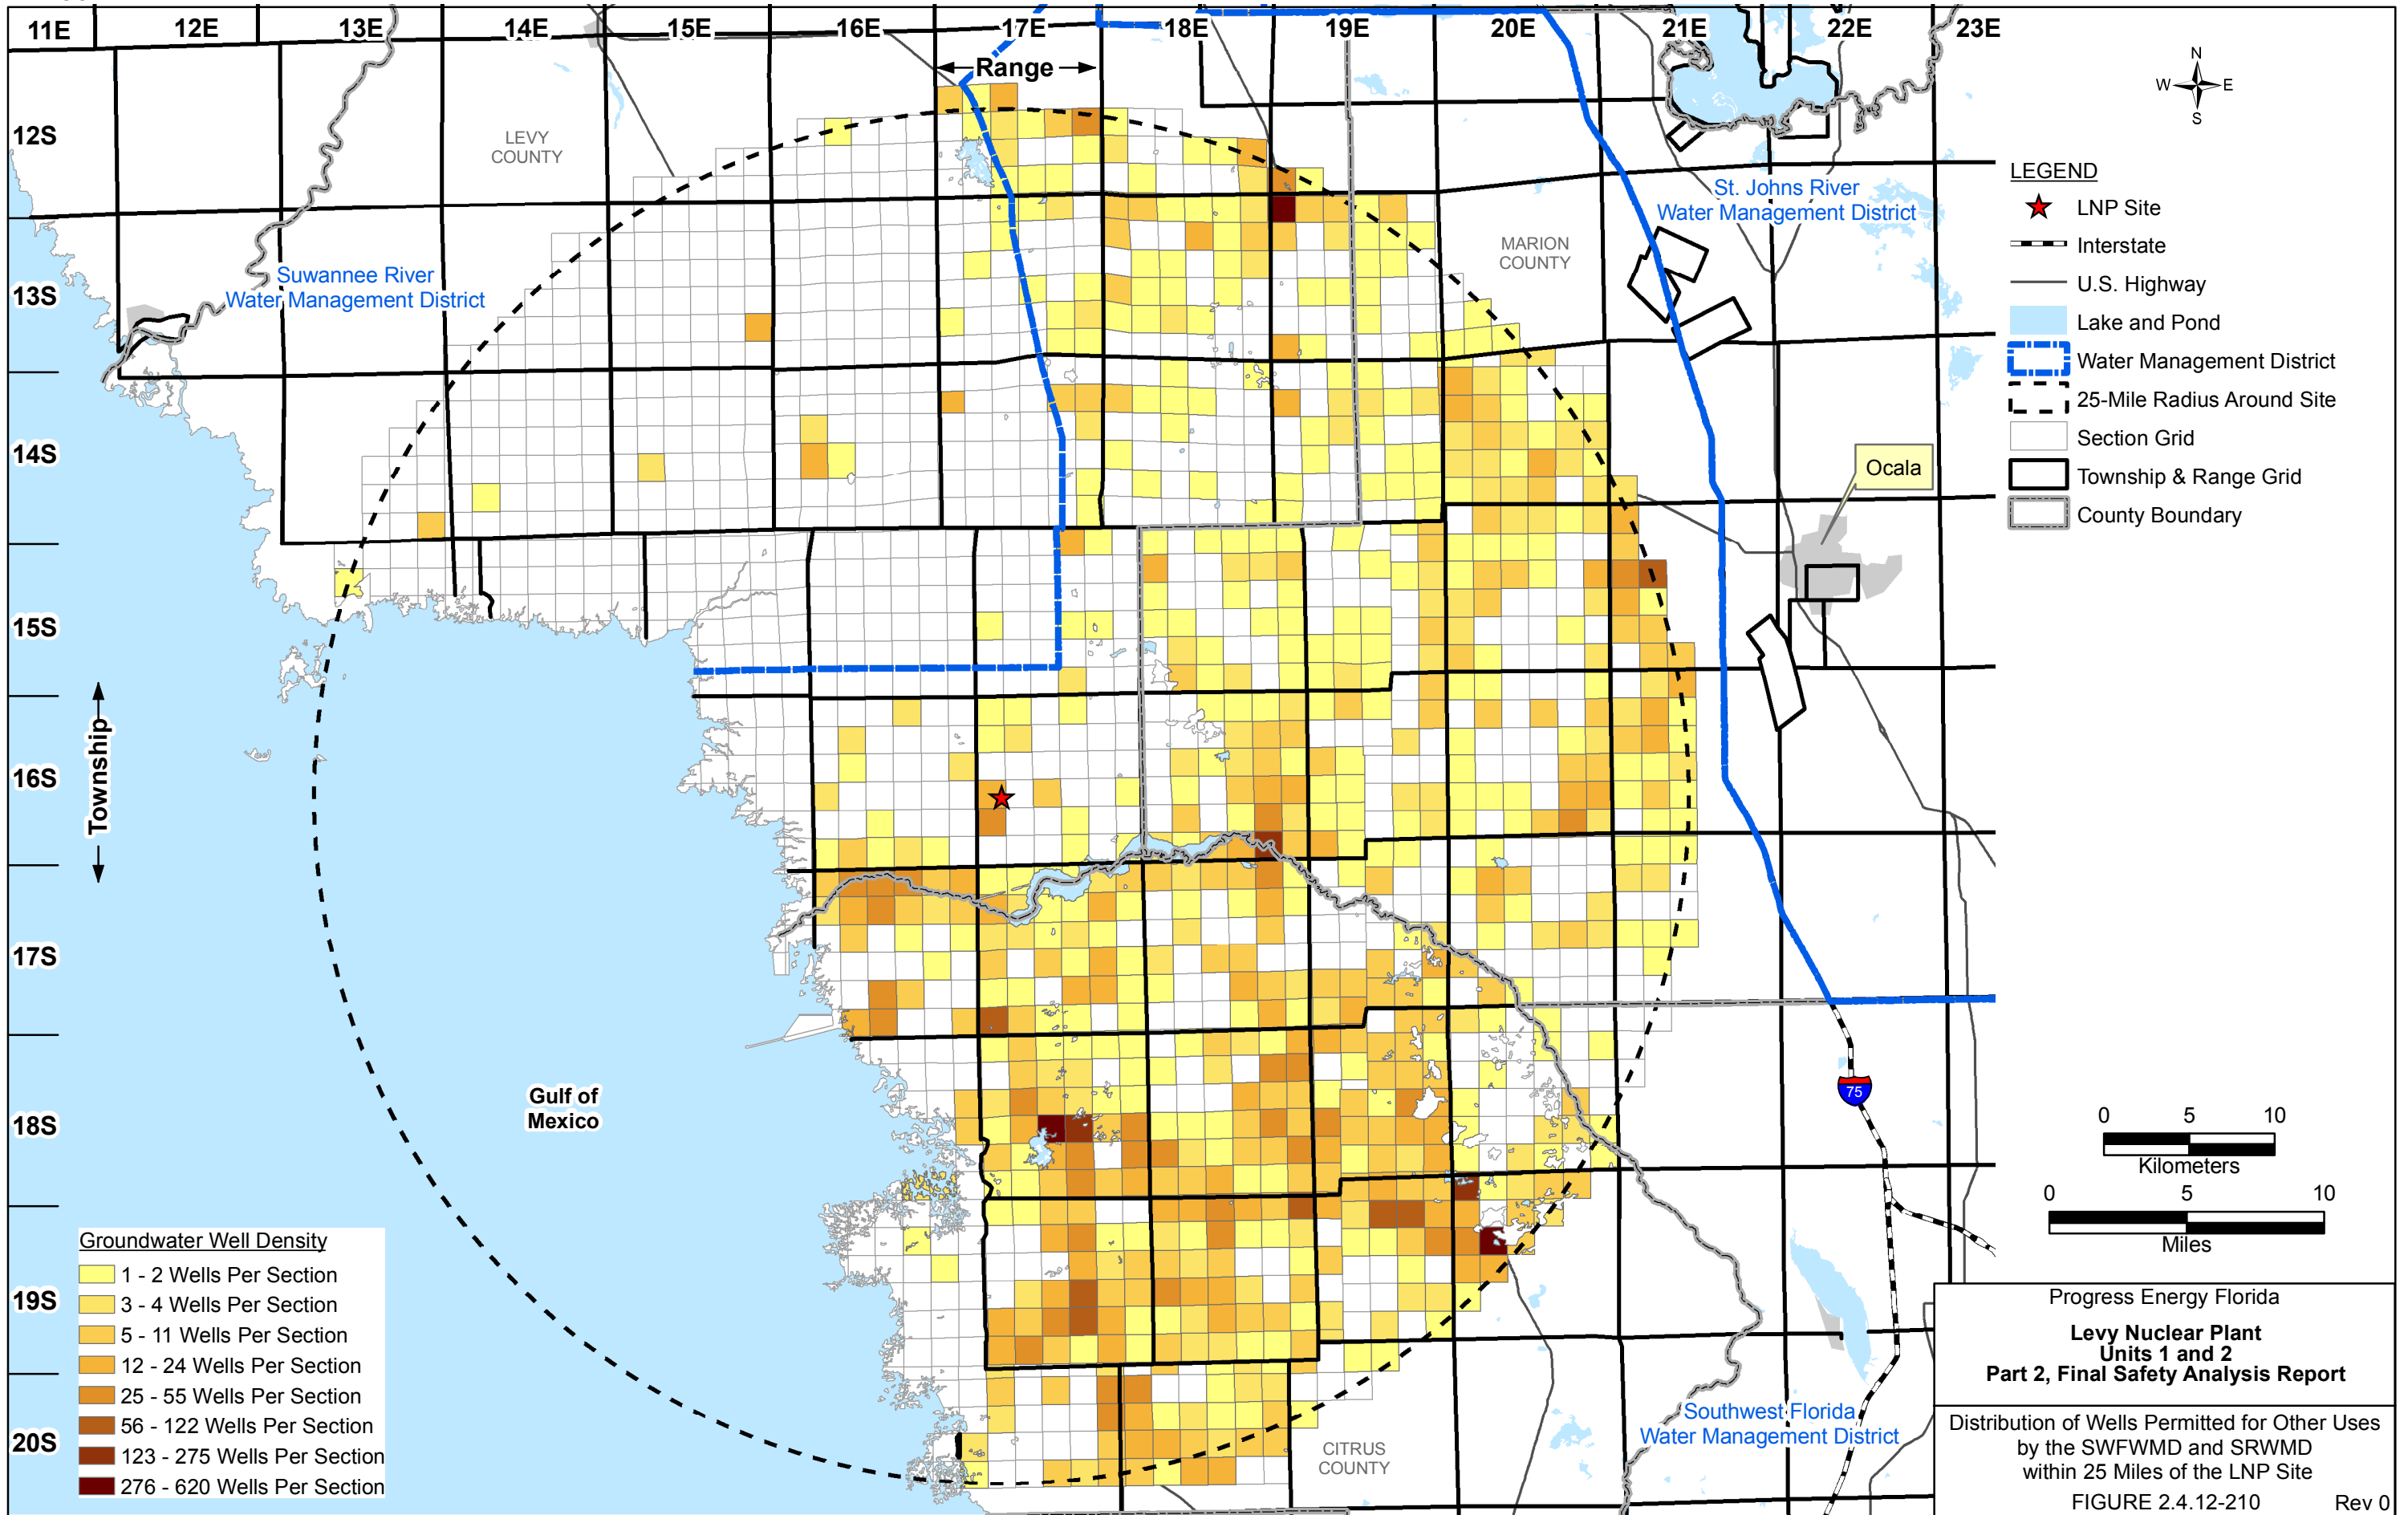 11E 12E 13E 14E 15E 16E 17E 18E 19E 20E 21E 22E 23E
Range
N
W E
S
12S
13S
14S
15S
16S
17S
18S
19S
20S
Township
LEVY
COUNTY
MARION
COUNTY
CITRUS
COUNTY
Suwannee River
Water Management District
St. Johns River
Water Management District
Southwest Florida
Water Management District
Ocala
Gulf of
Mexico
75
LEGEND
LNP Site
Interstate
U.S. Highway
Lake and Pond
Water Management District
25-Mile Radius Around Site
Section Grid
Township & Range Grid
County Boundary
0 5 10
Kilometers
0 5 10
Miles
Groundwater Well Density
1 - 2 Wells Per Section
3 - 4 Wells Per Section
5 - 11 Wells Per Section
12 - 24 Wells Per Section
25 - 55 Wells Per Section
56 - 122 Wells Per Section
123 - 275 Wells Per Section
276 - 620 Wells Per Section
Progress Energy Florida
Levy Nuclear Plant
Units 1 and 2
Part 2, Final Safety Analysis Report
Distribution of Wells Permitted for Other Uses
by the SWFWMD and SRWMD
within 25 Miles of the LNP Site
FIGURE 2.4.12-210 Rev 0